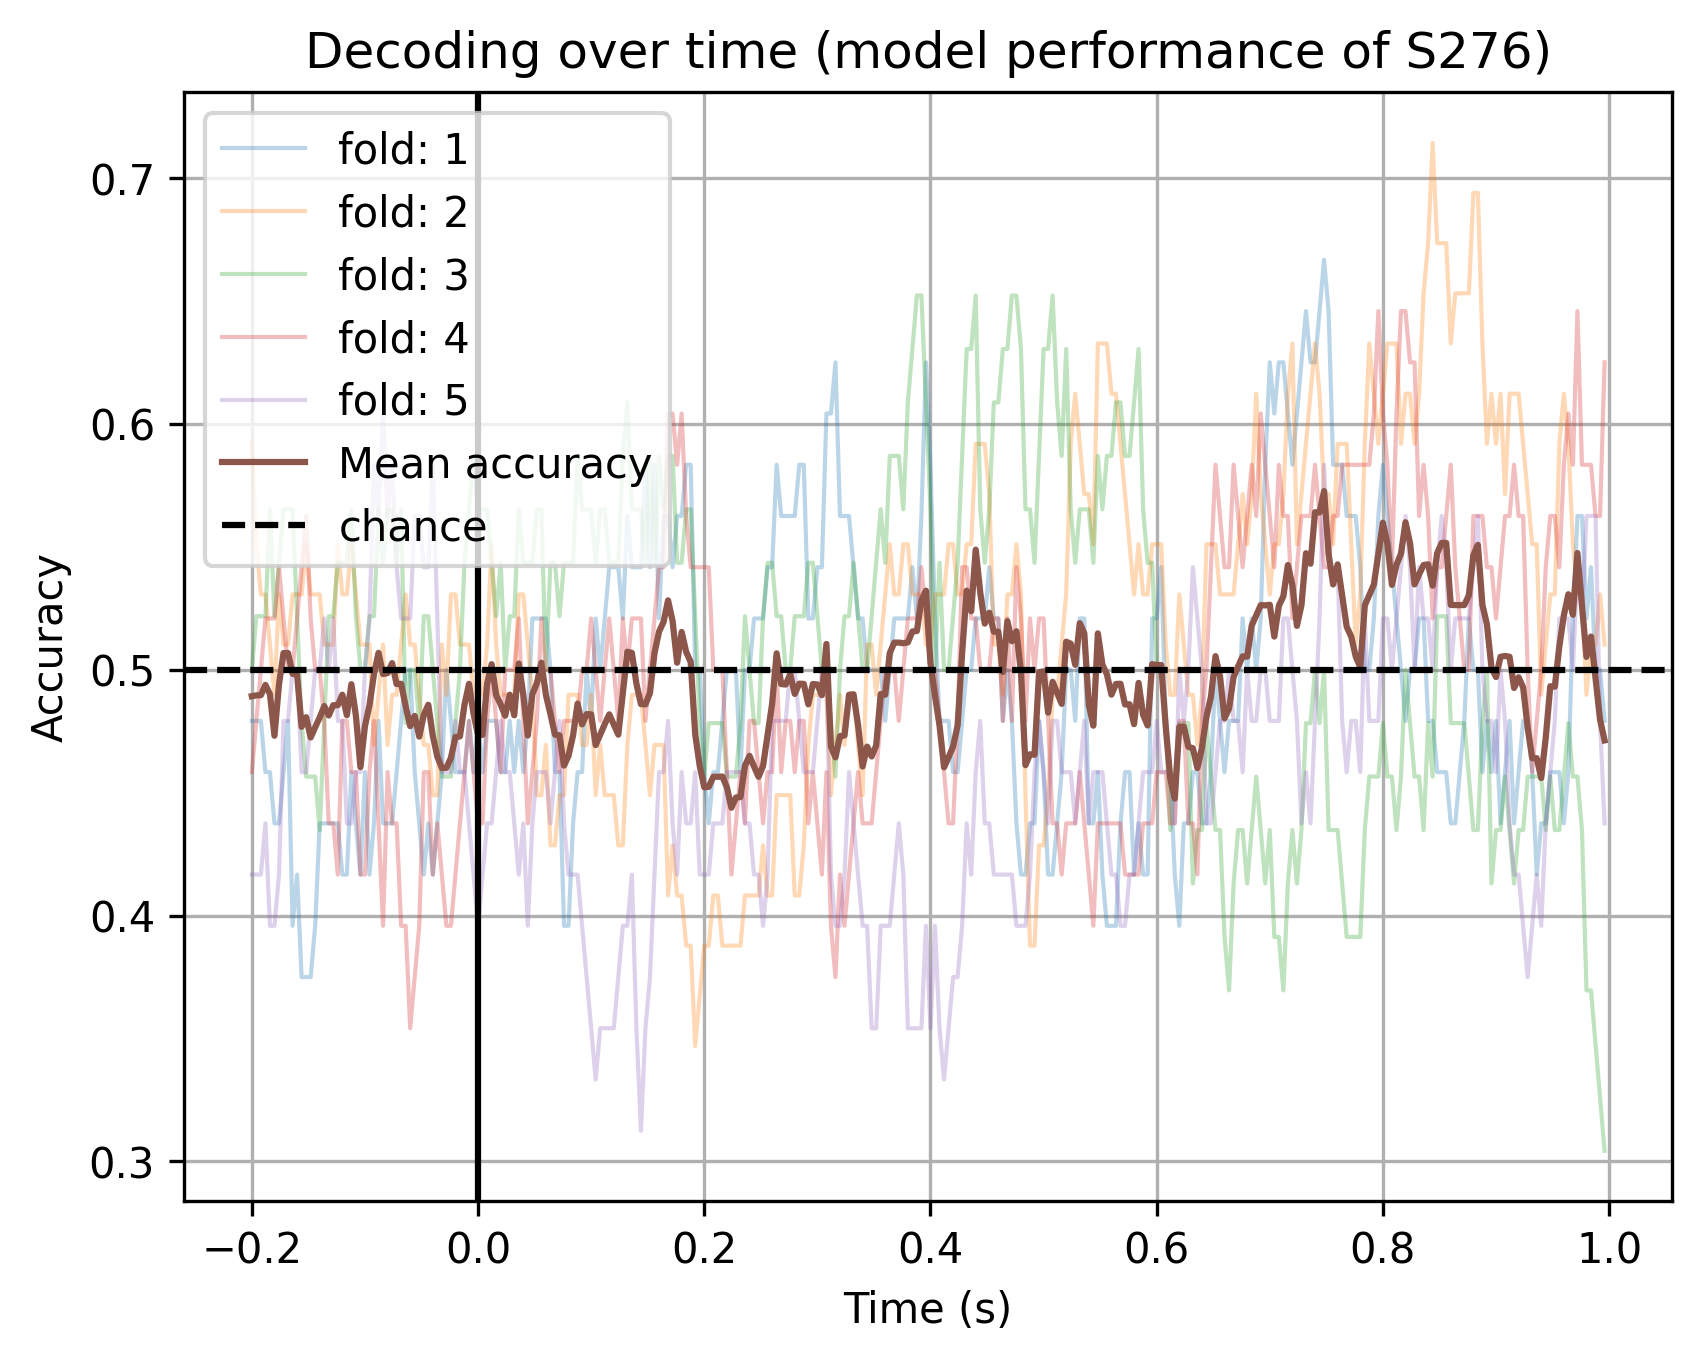 Decoding over time (model performance of S276)
fold: 1
fold: 2
fold: 3
fold: 4
fold: 5
Mean accuracy
chance
Accuracy
0.7
0.6
0.5
0.4
0.3
−0.2 0.0 0.2 0.4 0.6 0.8 1.0
Time (s)